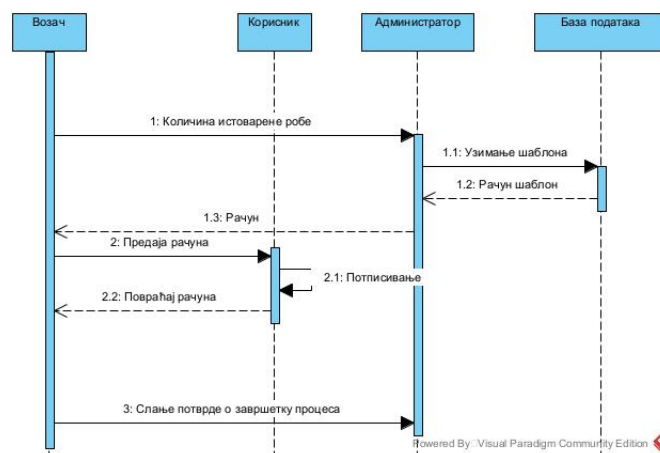 Возач
Корисник
Администратор
База података
1: Количина истоварене робе
1.1: Узимање шаблона
1.2: Рачун шаблон
1.3: Рачун
2: Предаја рачуна
2.1: Потписивање
2.2: Повраћај рачуна
3: Слање потврде о завршетку процеса
Powered By Visual Paradigm Community Edition